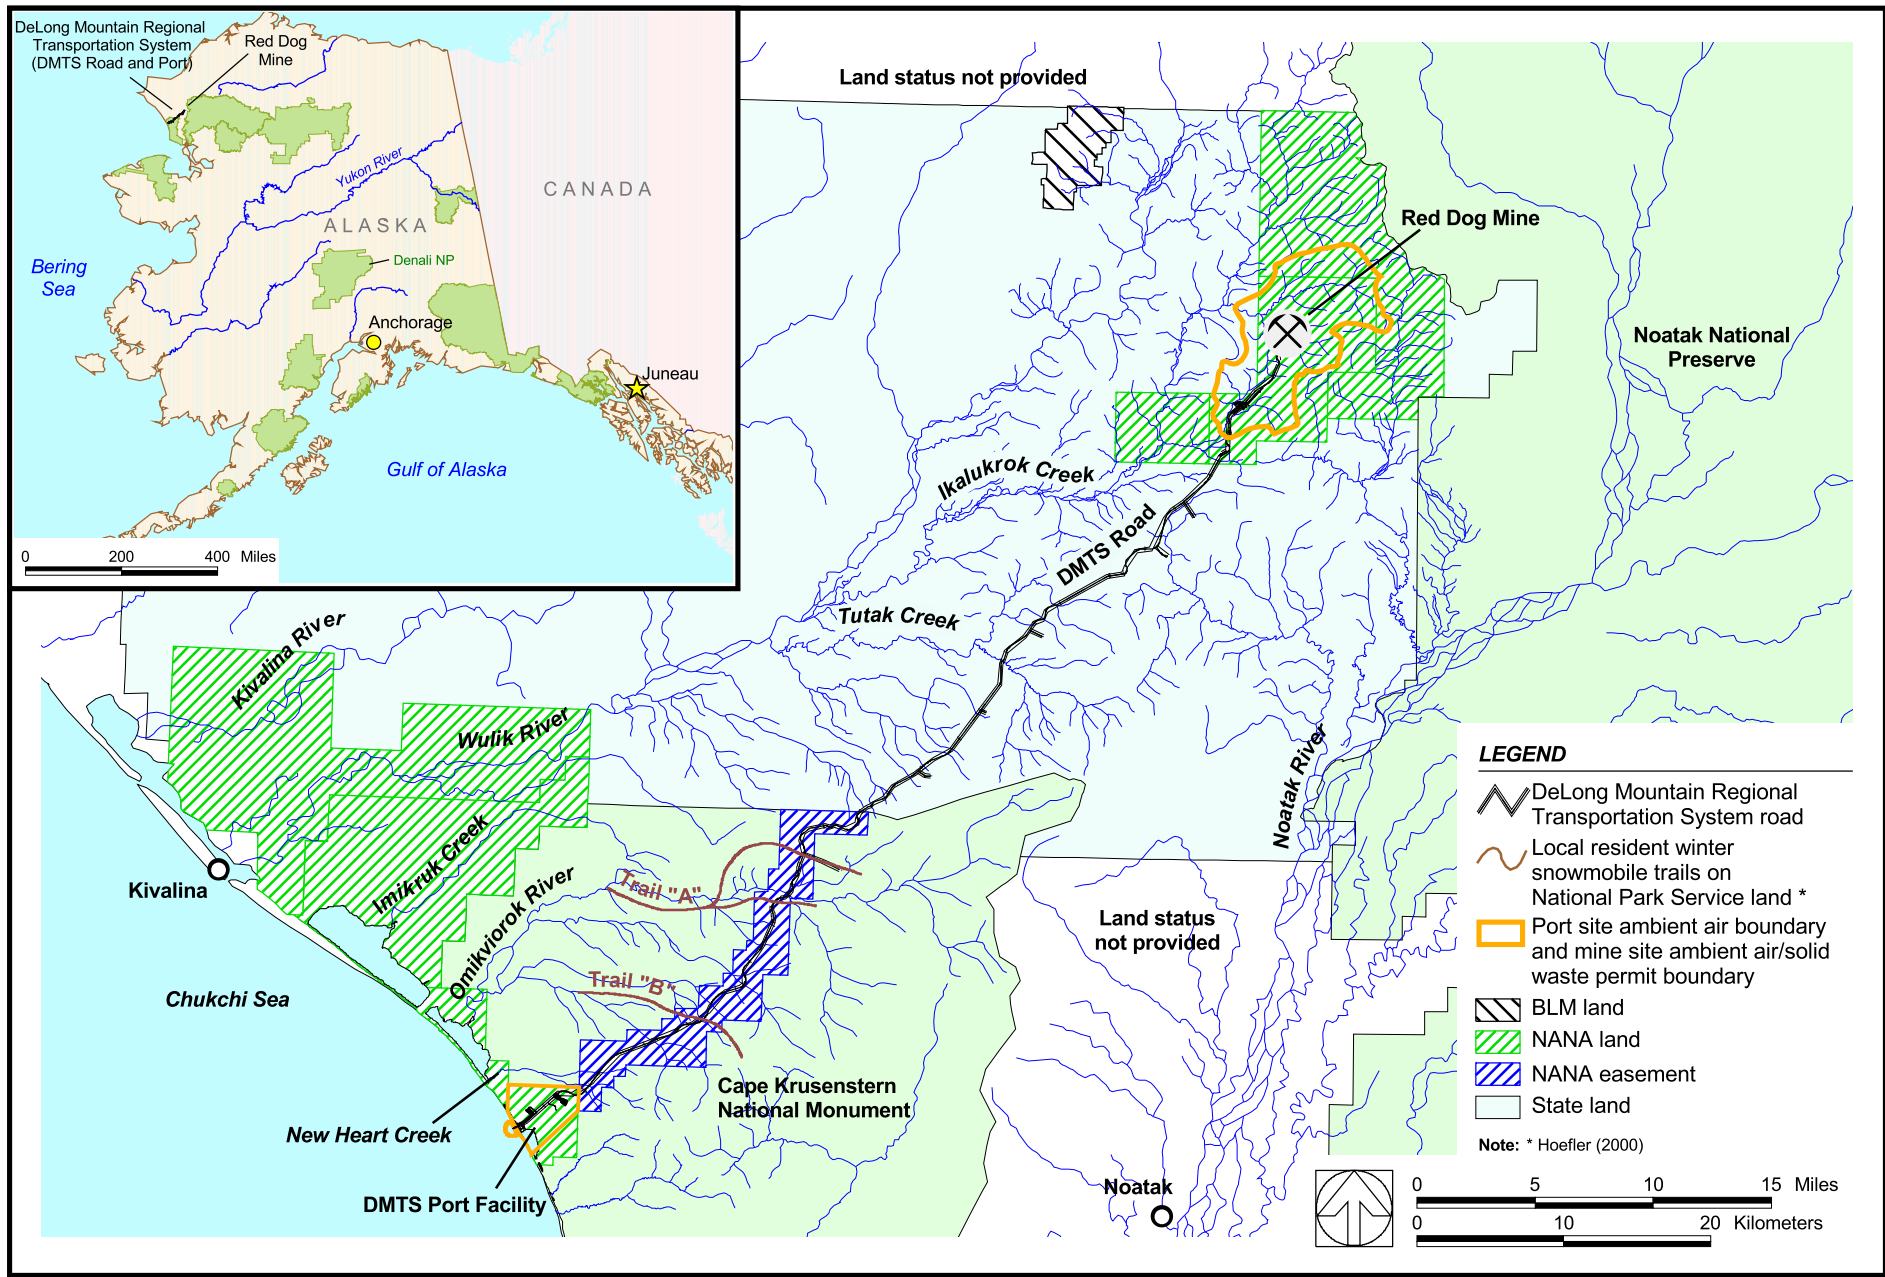 DeLong Mountain Regional
Transportation System
(DMTS Road and Port)
Red Dog
Mine
Yukon River
CANADA
ALASKA
Denali NP
Bering
Sea
Anchorage
Juneau
Gulf of Alaska
0 200 400 Miles
Land status not provided
Red Dog Mine
Noatak National
Preserve
Ikalukrok Creek
DMTS Road
Tutak Creek
Kivalina River
Wulik River
Noatak River
Imikruk Creek
Omikviorok River
Kivalina
Trail "A"
Trail "B"
Chukchi Sea
Land status
not provided
Cape Krusenstern
National Monument
New Heart Creek
DMTS Port Facility
Noatak
LEGEND
DeLong Mountain Regional
Transportation System road
Local resident winter
snowmobile trails on
National Park Service land *
Port site ambient air boundary
and mine site ambient air/solid
waste permit boundary
BLM land
NANA land
NANA easement
State land
Note: * Hoefler (2000)
0 5 10 15 Miles
0 10 20 Kilometers